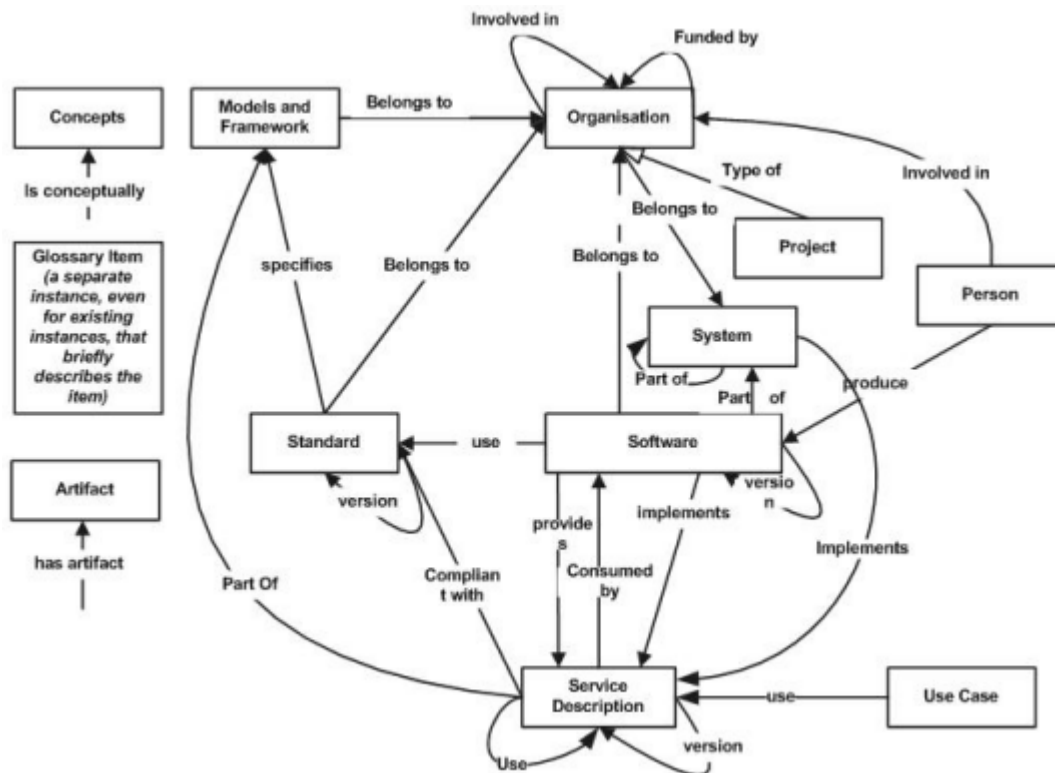 Involved in
Funded by
Concepts
Models and
Framework
Belongs to
Organisation
Is conceptually
l
Type of
Involved in
Belongs to
Project
Glossary Item
(a separate
instance, even
for existing
instances, that
briefly
describes the
item)
specifies
Belongs to
Belongs to
Person
System
Part of
Part of
produce
Standard
use
Software
Artifact
version
versio
n
provide
s
implements
has artifact
Part Of
Complian
t with
Consumed
by
Implements
Service
Description
use
Use Case
Use
version